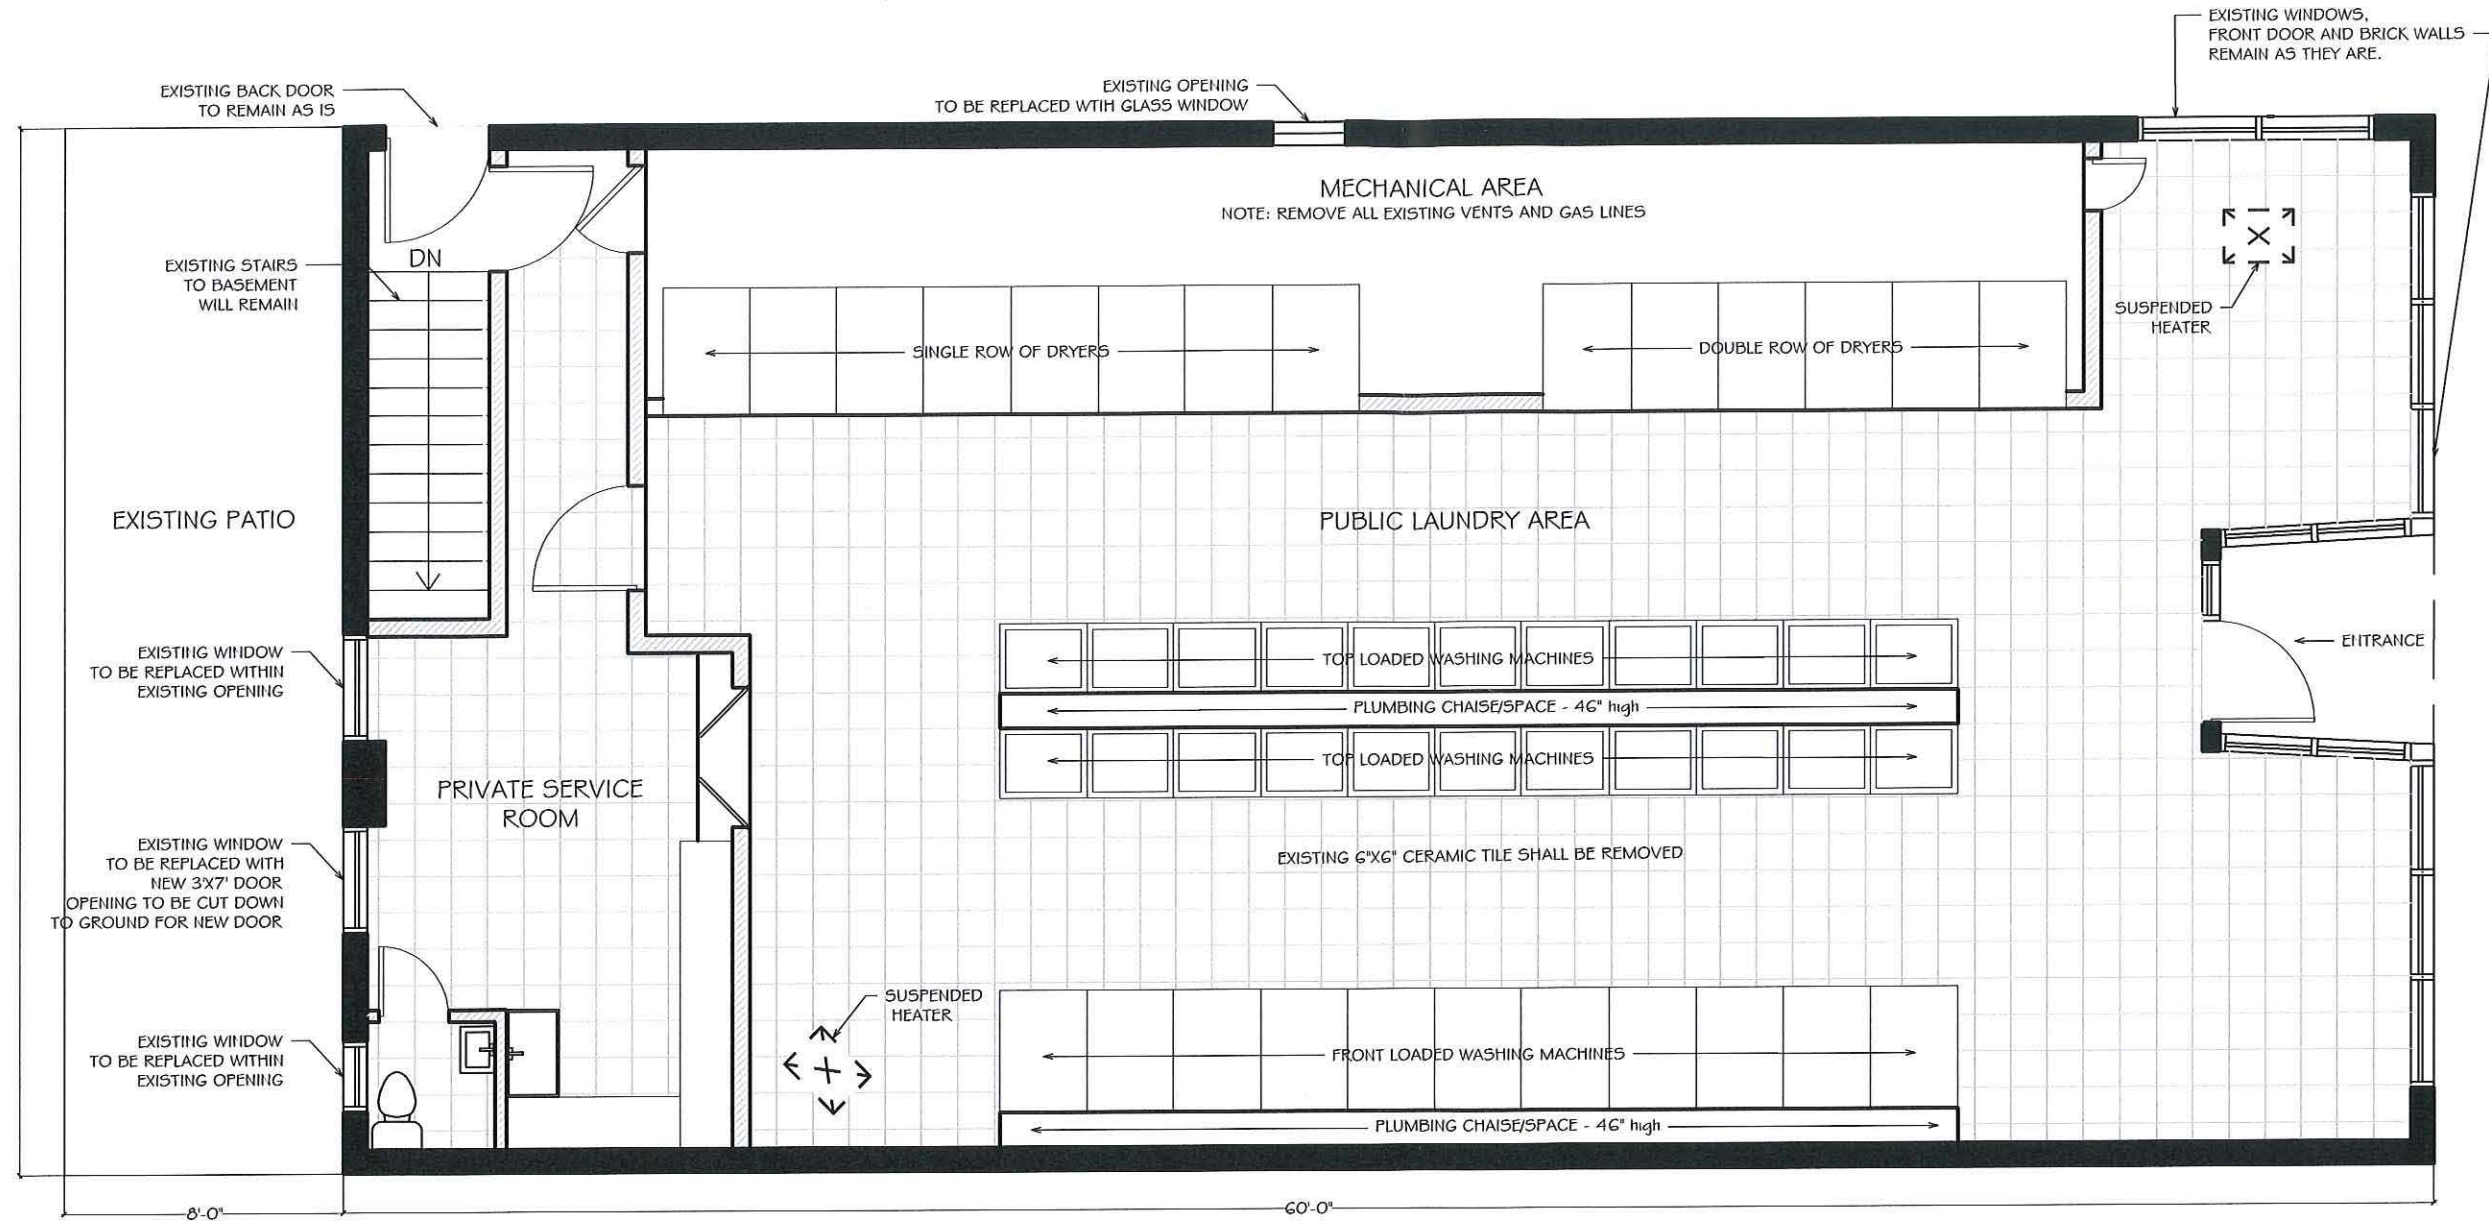 EXISTING WINDOWS,
FRONT DOOR AND BRICK WALLS
REMAIN AS THEY ARE.
EXISTING BACK DOOR
TO REMAIN AS IS
EXISTING OPENING
TO BE REPLACED WTIH GLASS WINDOW
MECHANICAL AREA
NOTE: REMOVE ALL EXISTING VENTS AND GAS LINES
DN
EXISTING STAIRS
TO BASEMENT
WILL REMAIN
SUSPENDED
HEATER
SINGLE ROW OF DRYERS
DOUBLE ROW OF DRYERS
EXISTING PATIO
PUBLIC LAUNDRY AREA
ENTRANCE
EXISTING WINDOW
TO BE REPLACED WITHIN
EXISTING OPENING
TOP LOADED WASHING MACHINES
PLUMBING CHAISE/SPACE - 46" high
TOP LOADED WASHING MACHINES
PRIVATE SERVICE
ROOM
EXISTING WINDOW
TO BE REPLACED WITH
NEW 3'X7' DOOR
OPENING TO BE CUT DOWN
TO GROUND FOR NEW DOOR
EXISTING 6"X6" CERAMIC TILE SHALL BE REMOVED
SUSPENDED
HEATER
EXISTING WINDOW
TO BE REPLACED WITHIN
EXISTING OPENING
FRONT LOADED WASHING MACHINES
PLUMBING CHAISE/SPACE - 46" high
8'-0"
60'-0"